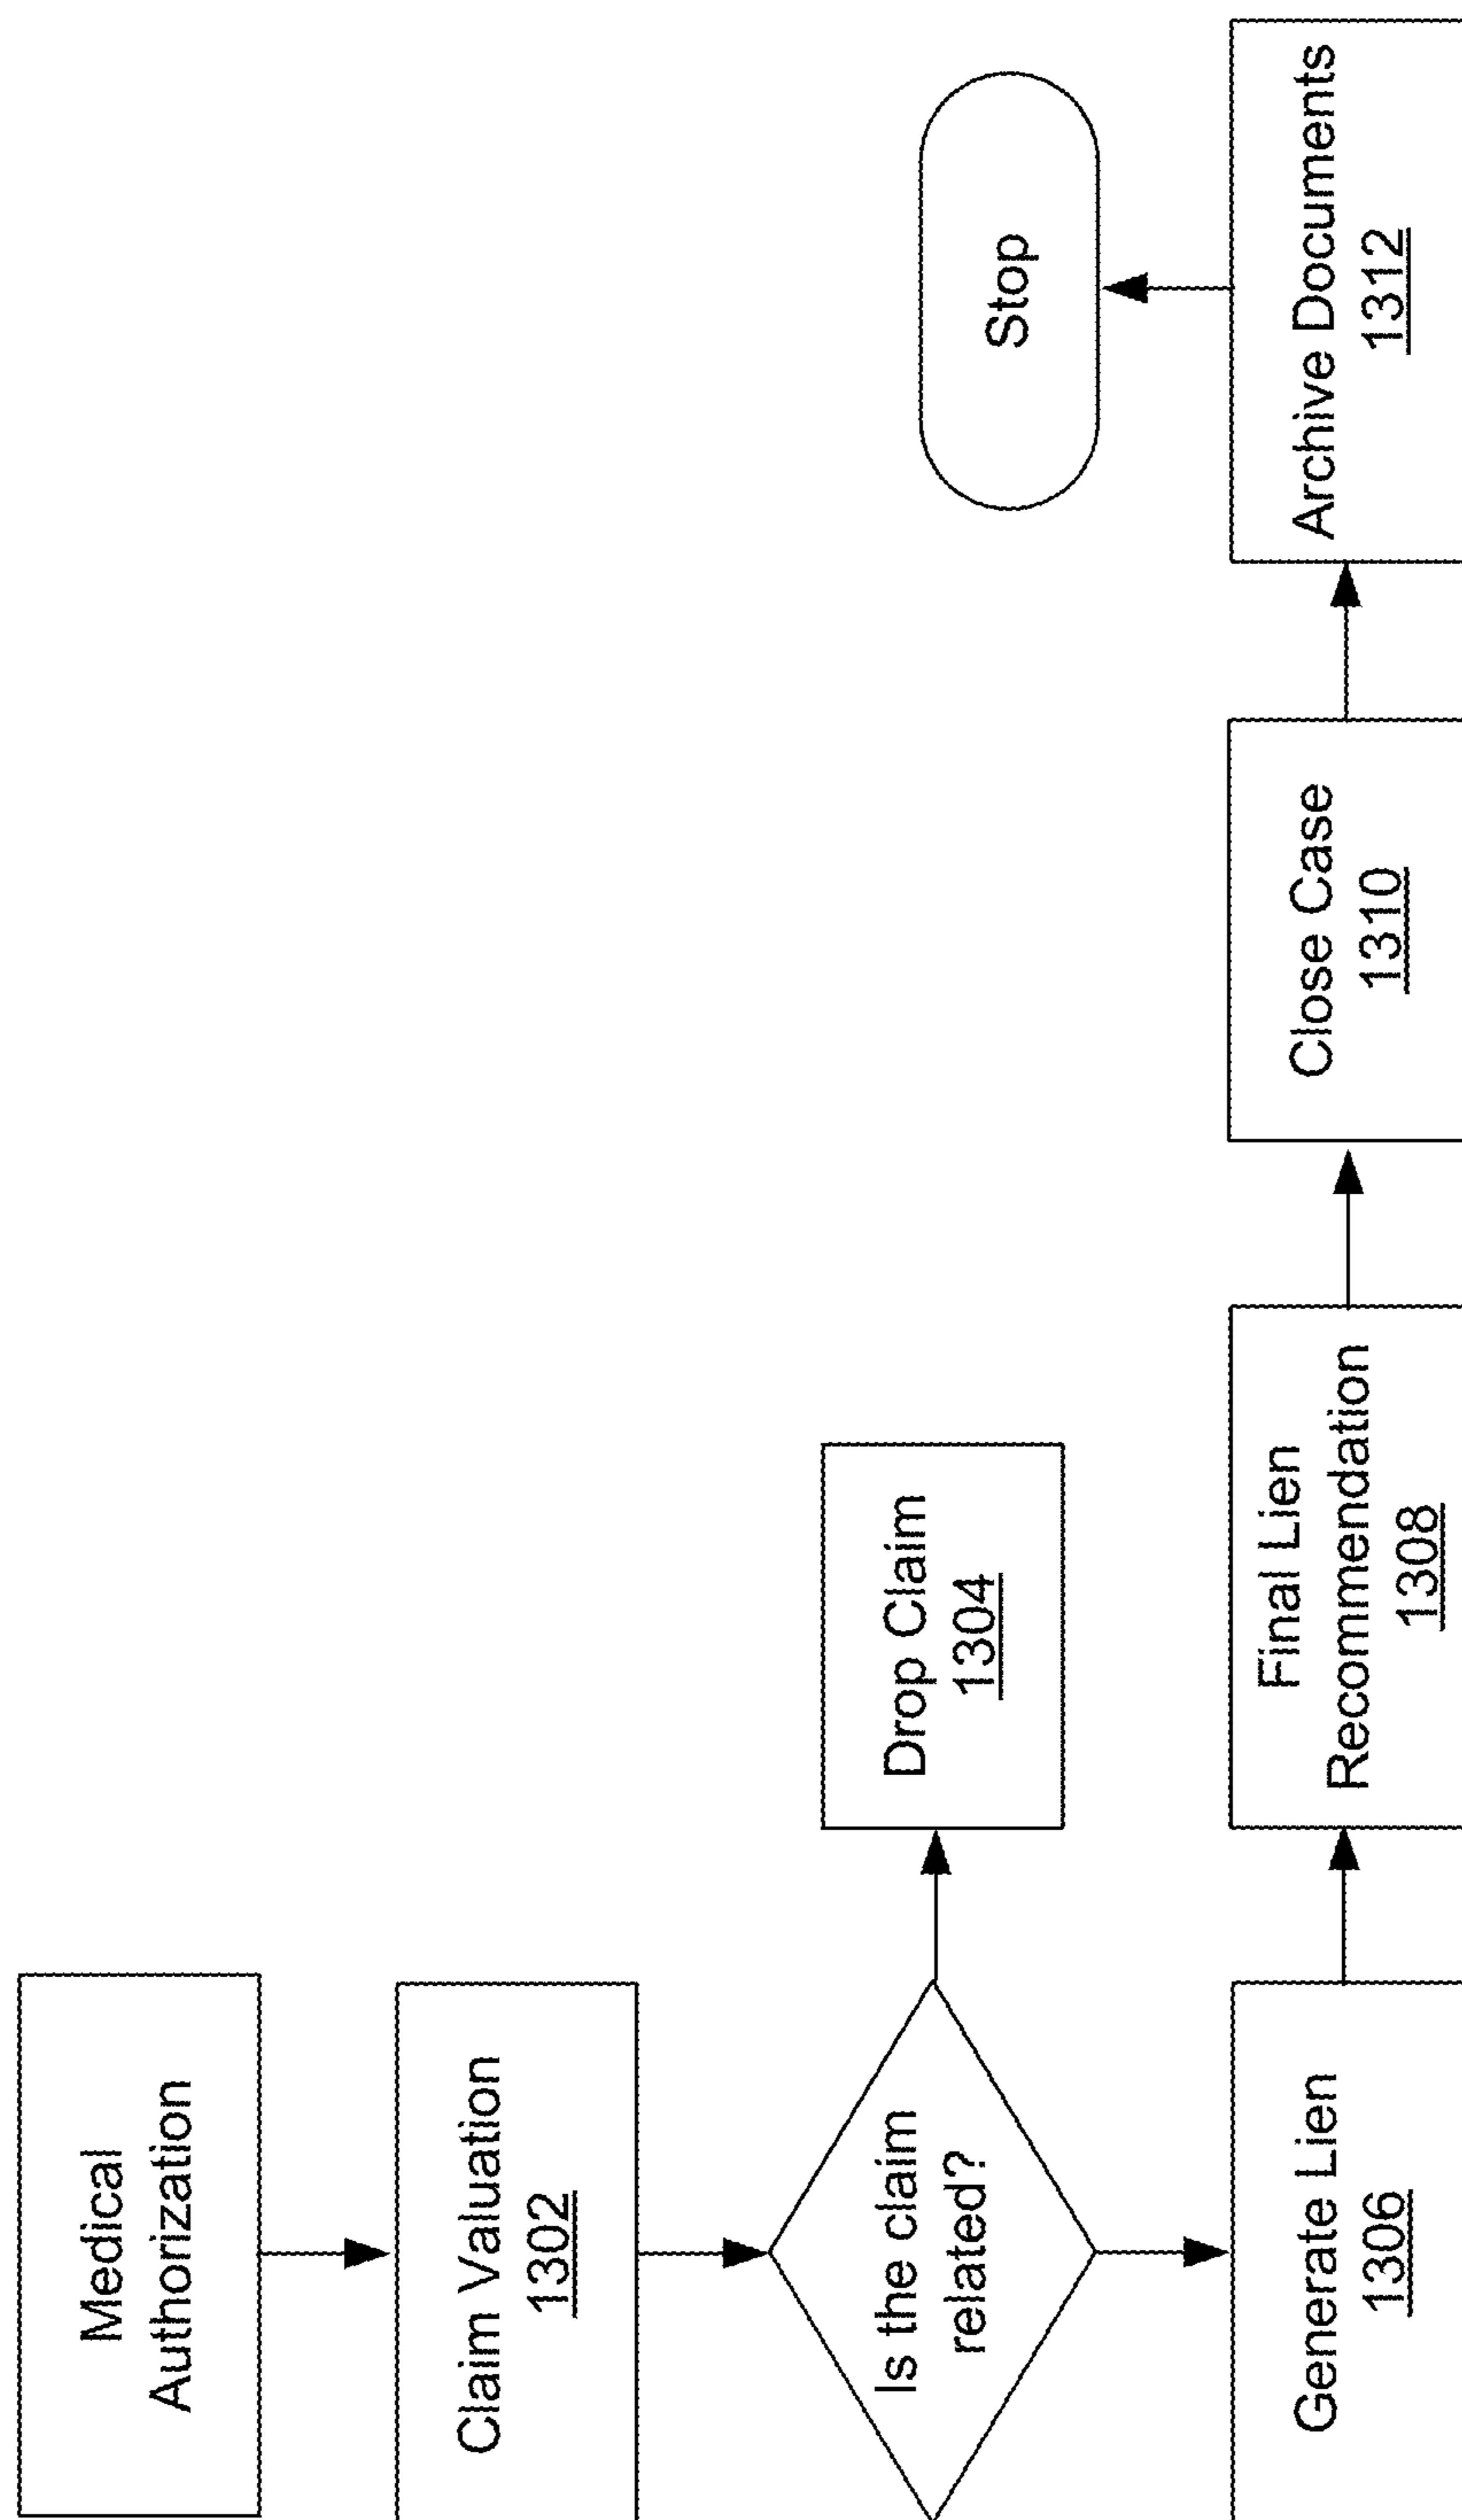 Medical
Authorization
Claim Valuation
1302
Is the claim
related?
Drop Claim
1304
Generate Lien
1306
Final Lien
Recommendation
1308
Close Case
1310
Archive Documents
1312
Stop